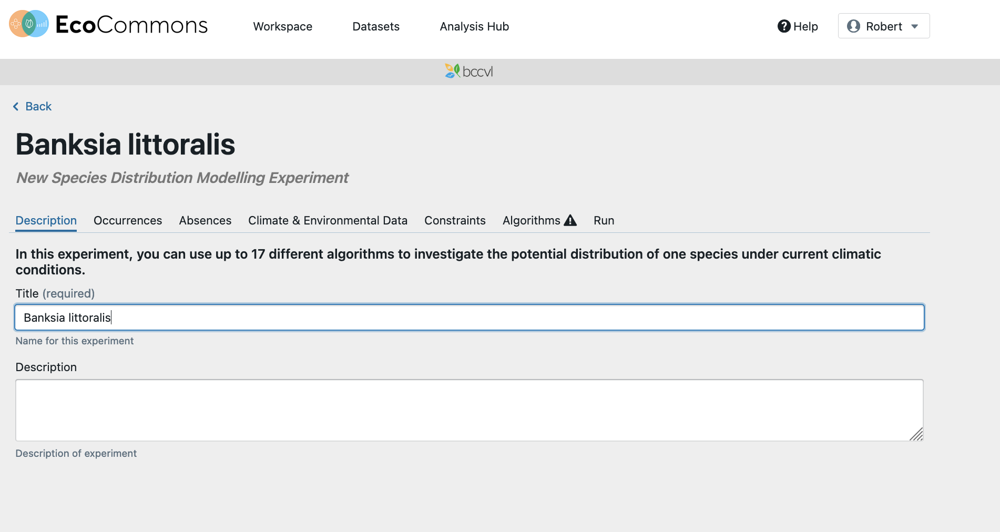 EcoCommons Workspace Datasets Analysis Hub Help Robert
bccvl
Back
Banksia littoralis
New Species Distribution Modelling Experiment
Description Occurrences Absences Climate & Environmental Data Constraints Algorithms Run
In this experiment, you can use up to 17 different algorithms to investigate the potential distribution of one species under current climatic
conditions.
Title (required)
Banksia littoralis
Name for this experiment
Description
Description of experiment